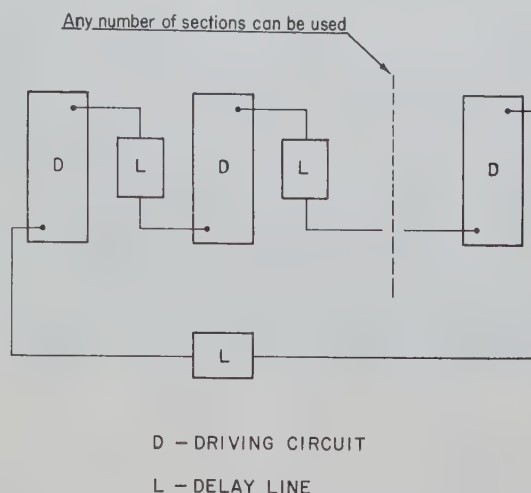 Any number of sections can be used
D L D L D
L
D – DRIVING CIRCUIT
L – DELAY LINE